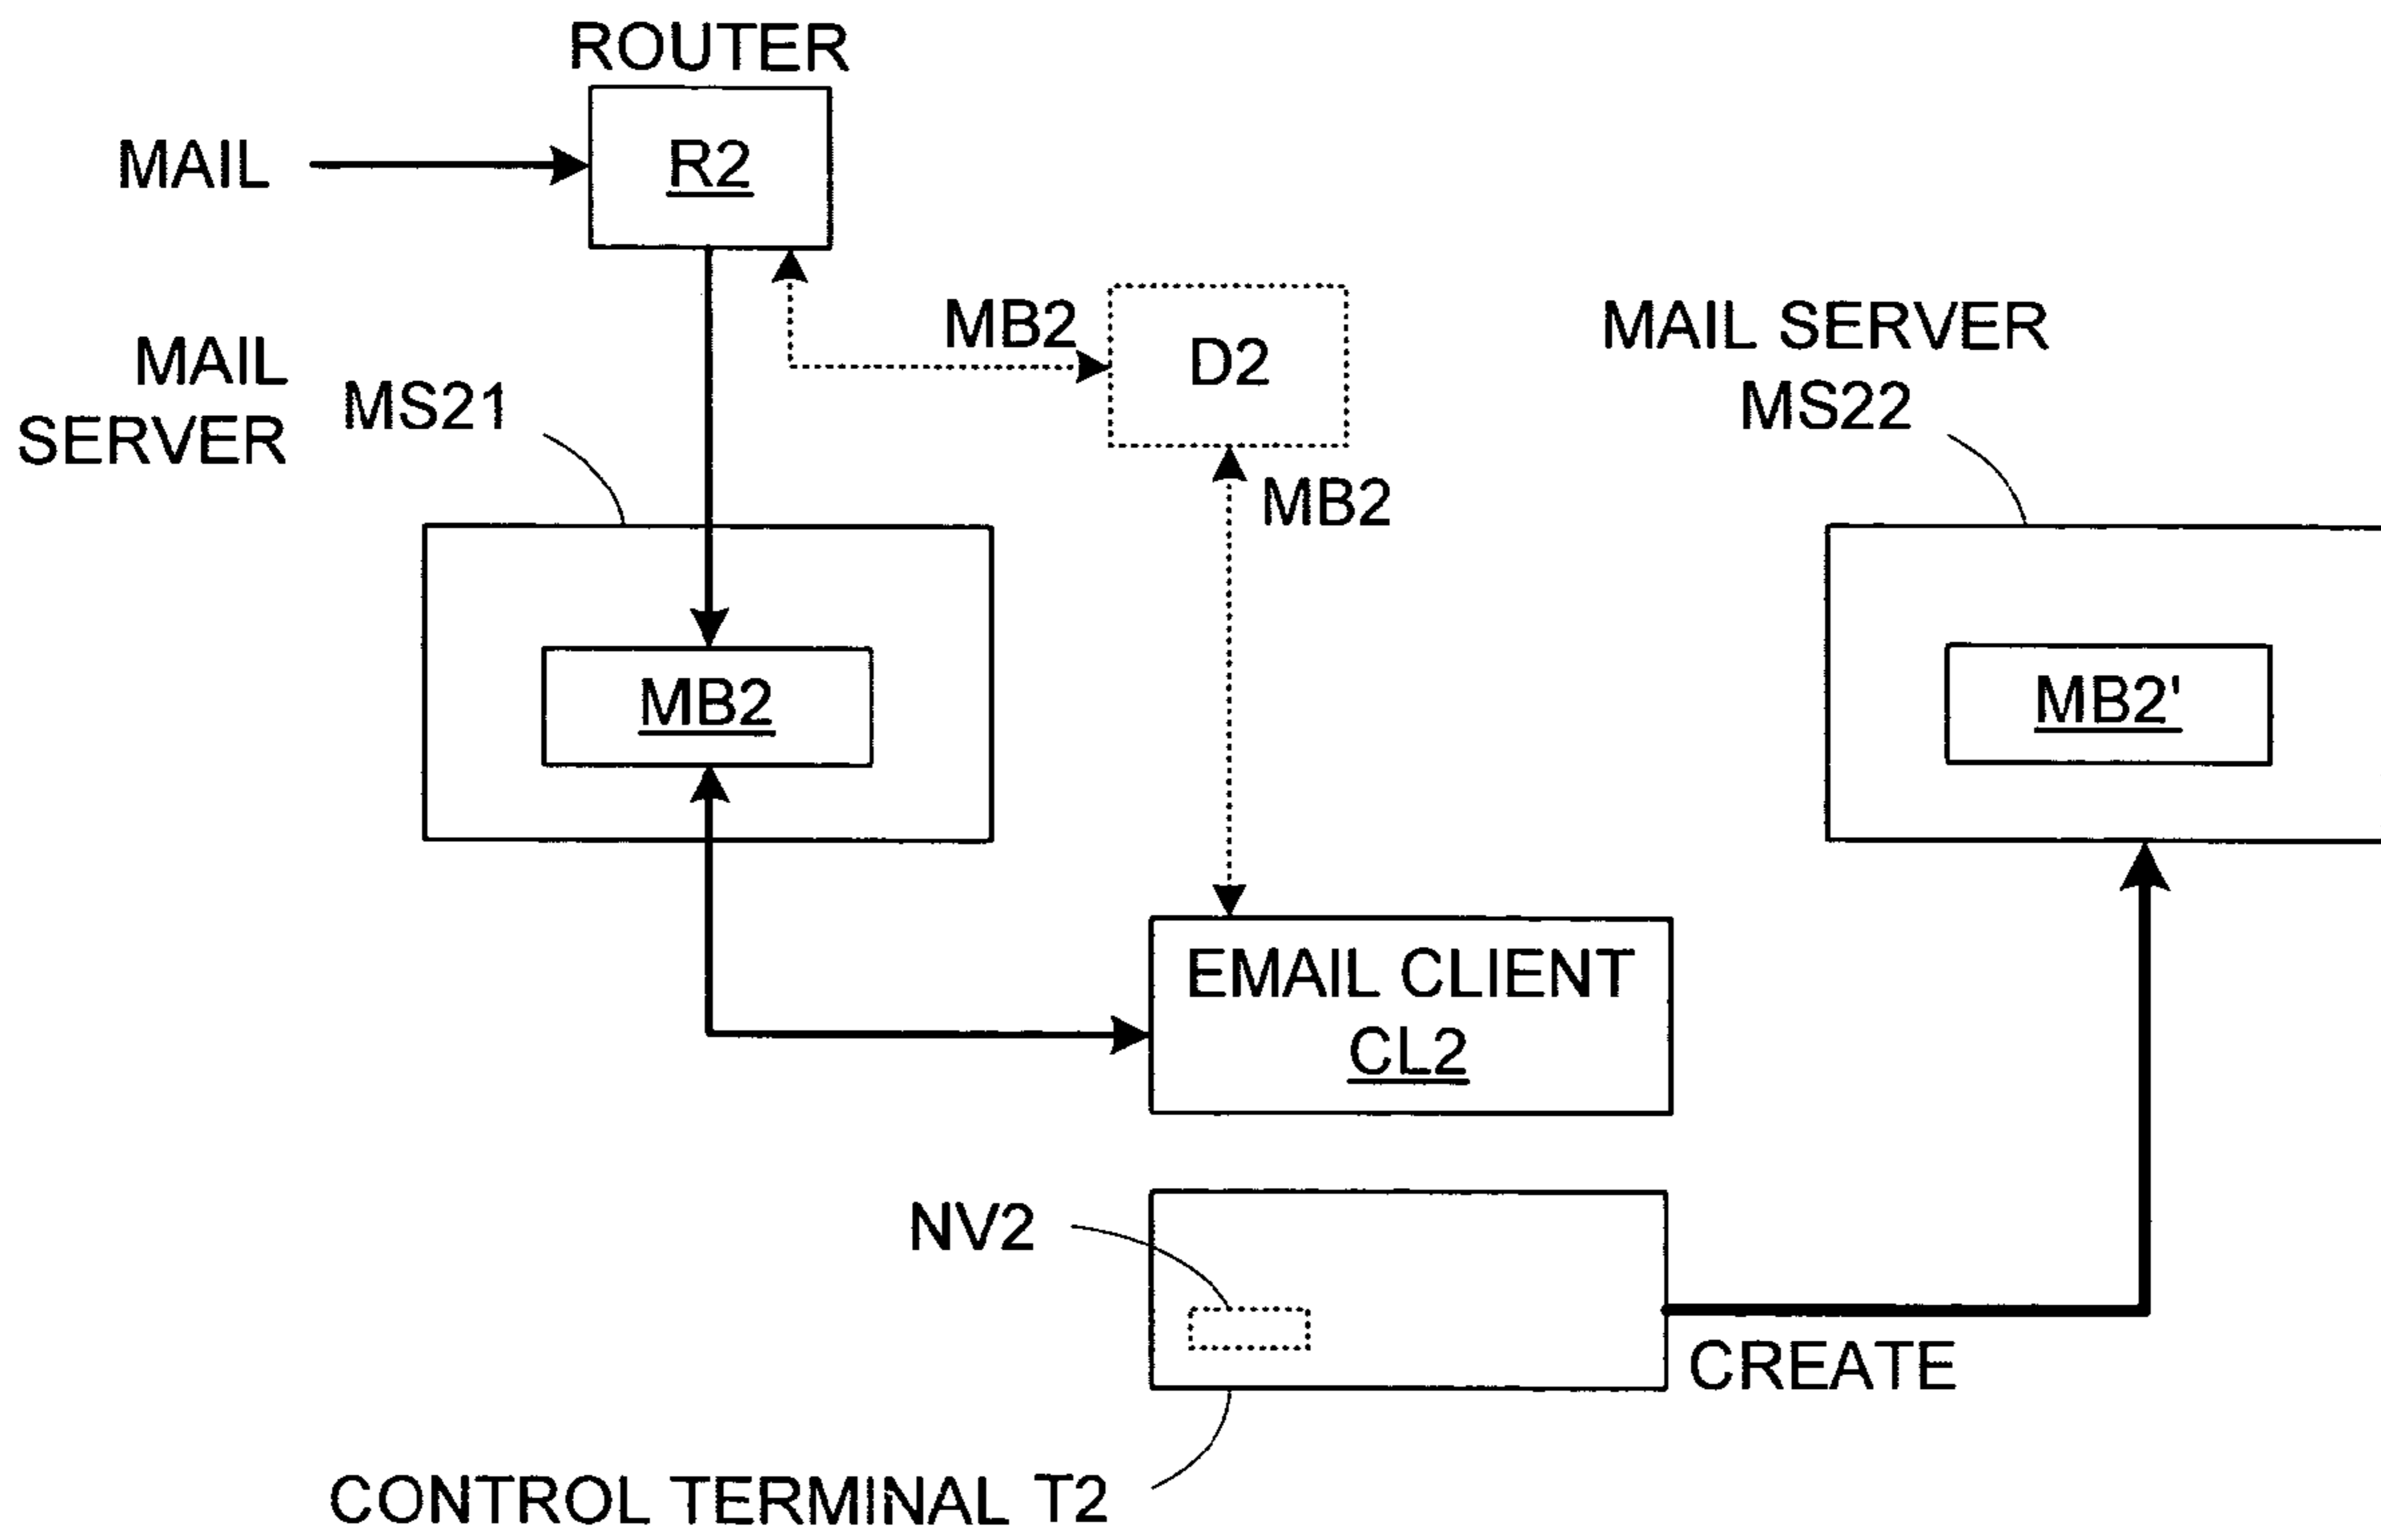 ROUTER
MAIL
R2
MB2
D2
MAIL SERVER
MS22
MAIL
SERVER
MS21
MB2
MB2
MB2'
EMAIL CLIENT
CL2
NV2
CREATE
CONTROL TERMINAL T2